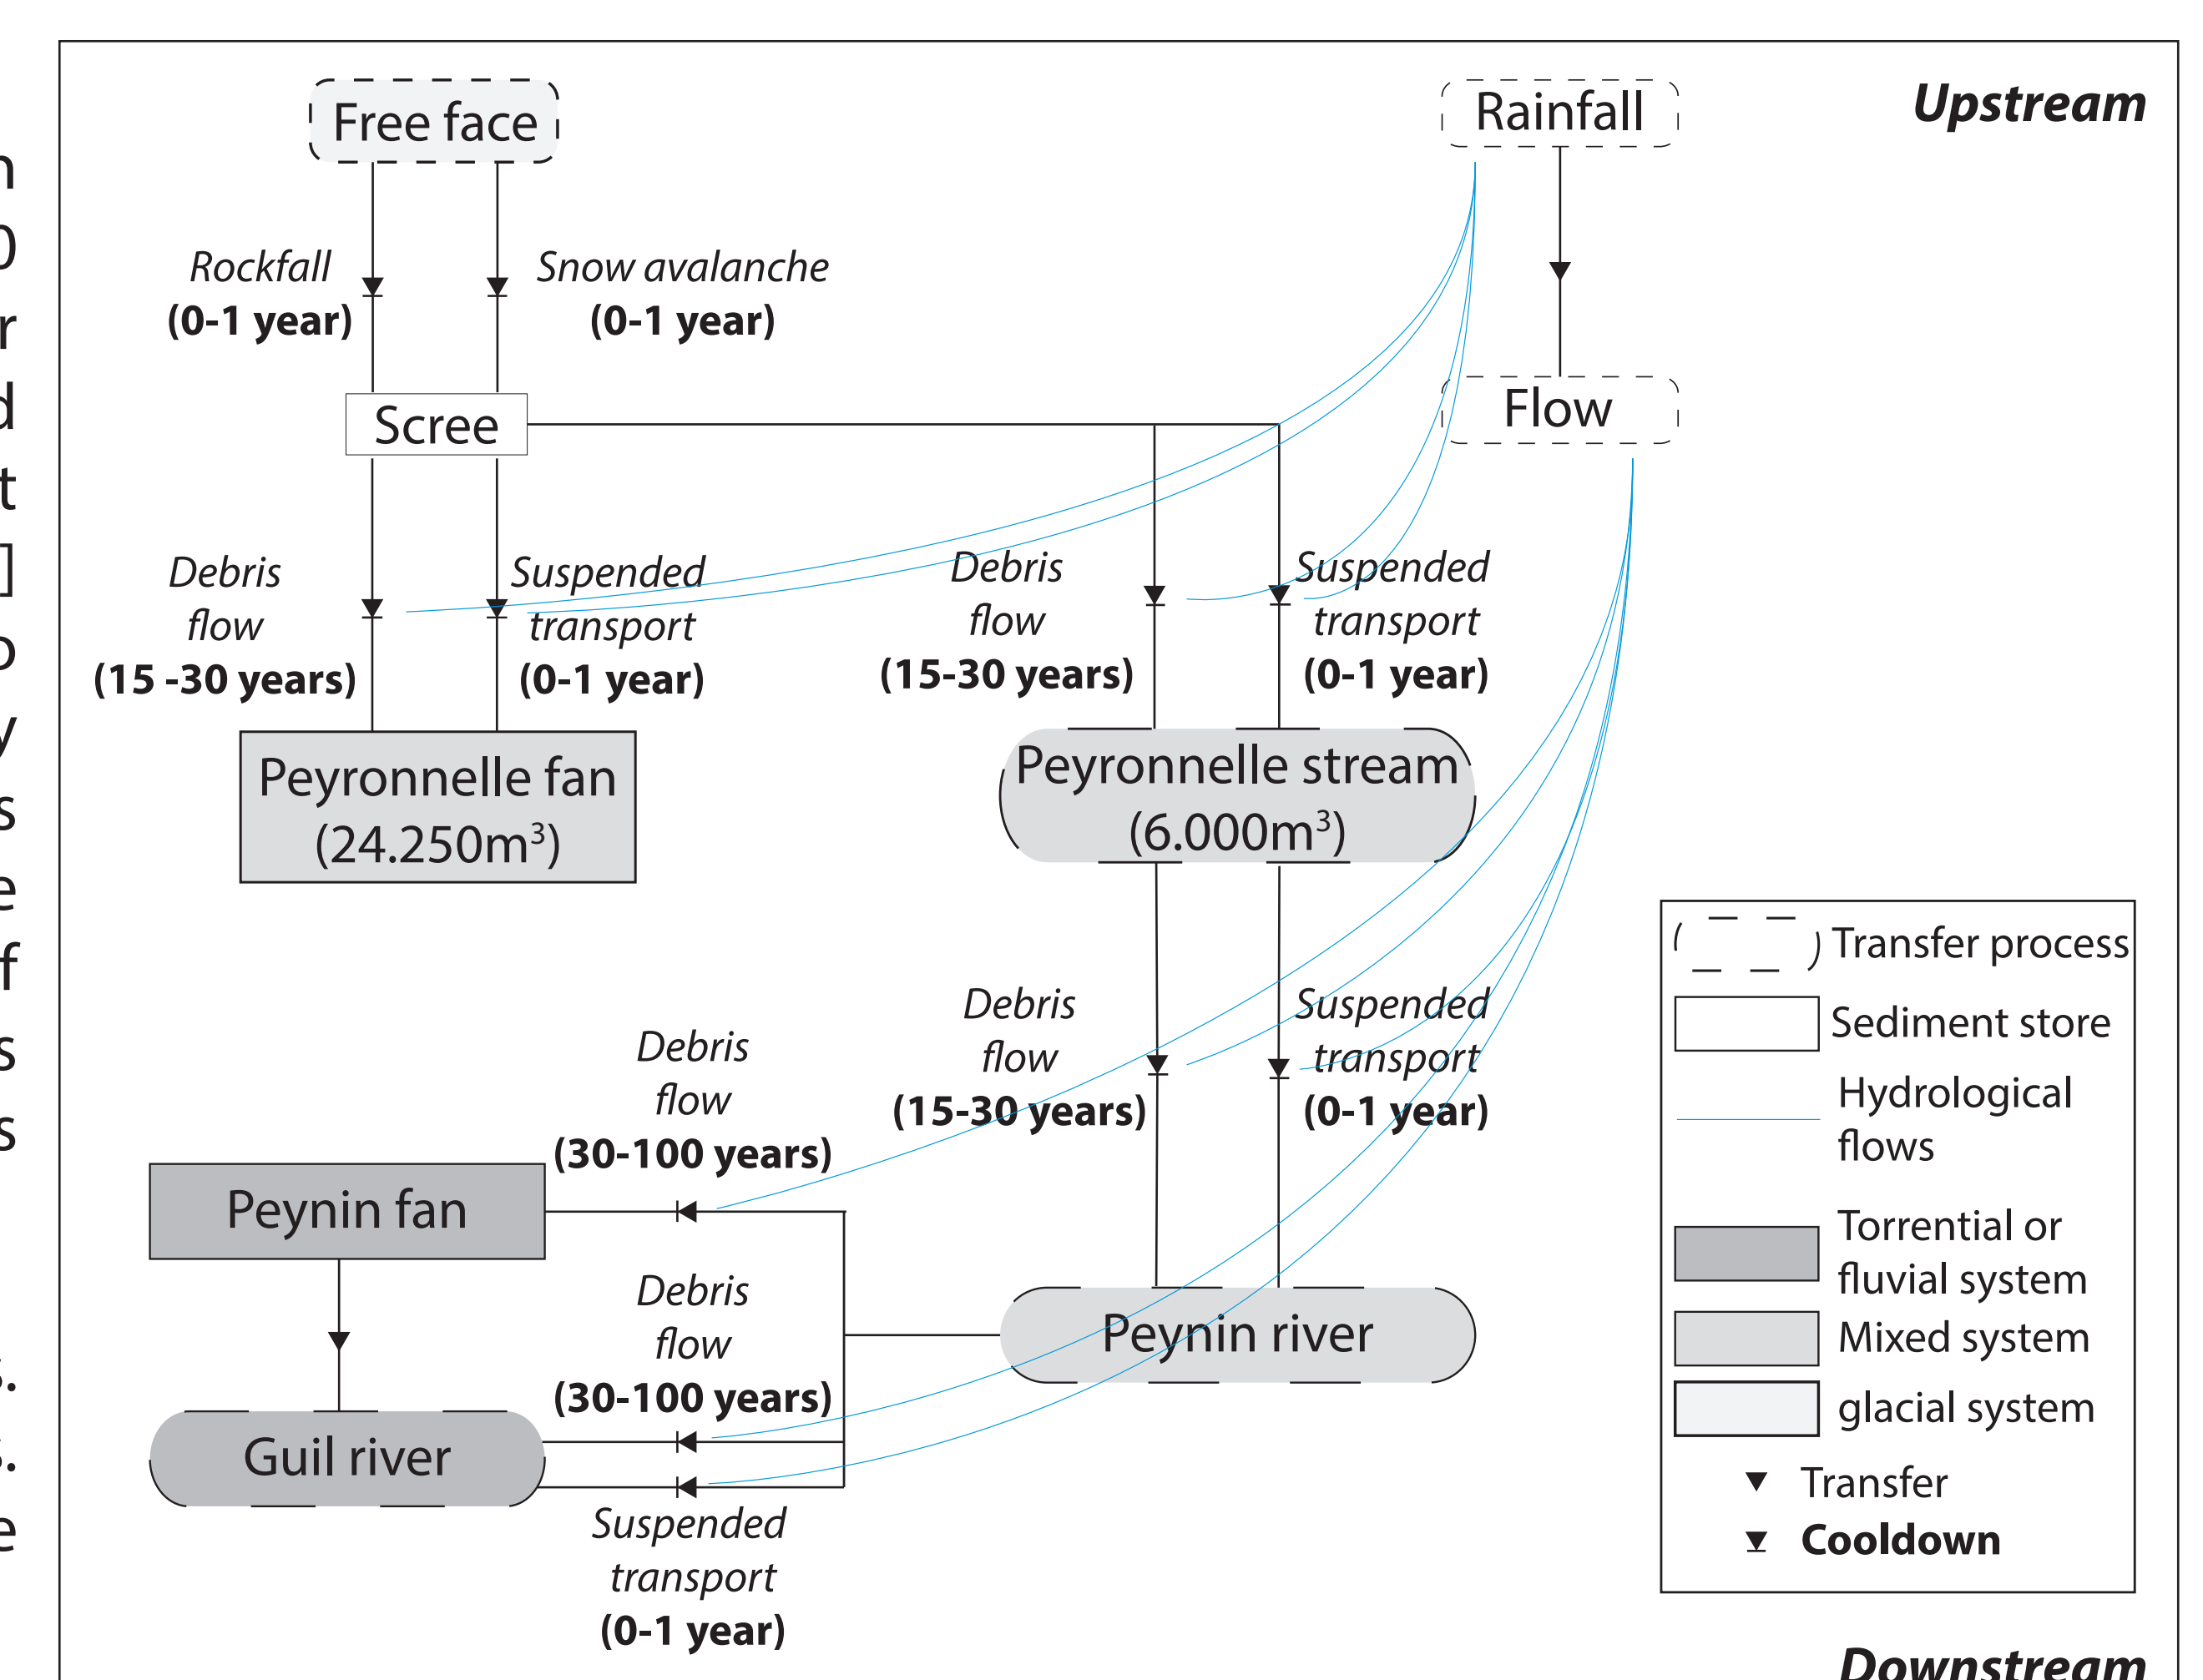 Upstream
Free face
Rainfall
Rockfall
(0-1 year)
Snow avalanche
(0-1 year)
Scree
Flow
Debris
flow
(15 -30 years)
Suspended
transport
(0-1 year)
Debris
flow
(15-30 years)
Suspended
transport
(0-1 year)
Peyronnelle fan
(24.250m³)
Peyronnelle stream
(6.000m³)
Debris
flow
(15-30 years)
Suspended
transport
(0-1 year)
Debris
flow
(30-100 years)
Peynin fan
Debris
flow
(30-100 years)
Peynin river
Guil river
Suspended
transport
(0-1 year)
Transfer process
Sediment store
Hydrological
flows
Torrential or
fluvial system
Mixed system
glacial system
Transfer
Cooldown
Downstream